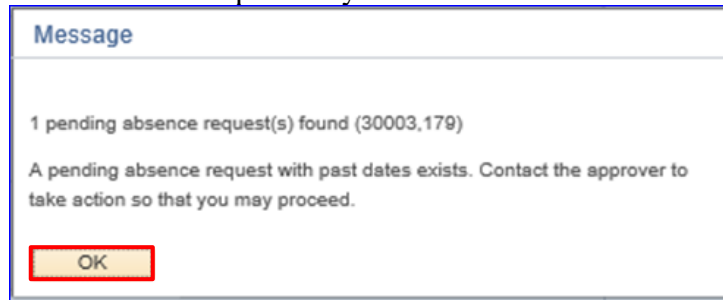 Message
1 pending absence request(s) found (30003,179)
A pending absence request with past dates exists. Contact the approver to
take action so that you may proceed.
OK